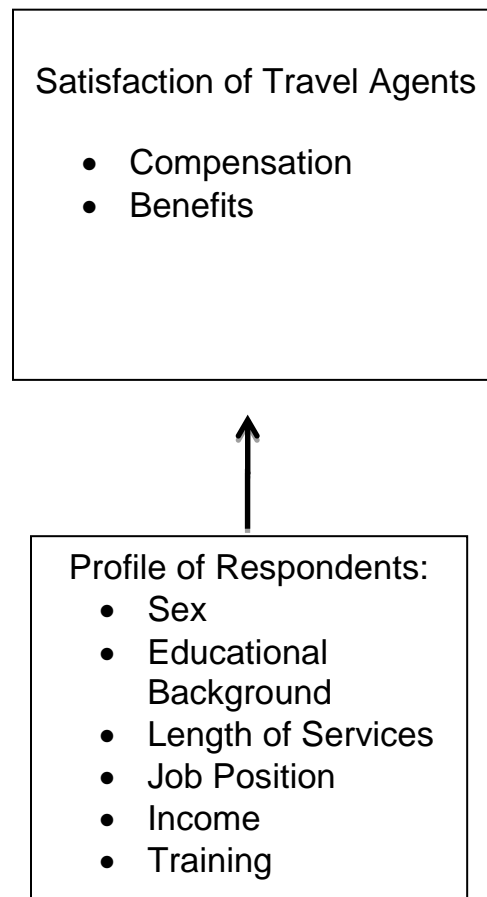 Satisfaction of Travel Agents
• Compensation
• Benefits
Profile of Respondents:
• Sex
• Educational
Background
• Length of Services
• Job Position
• Income
• Training